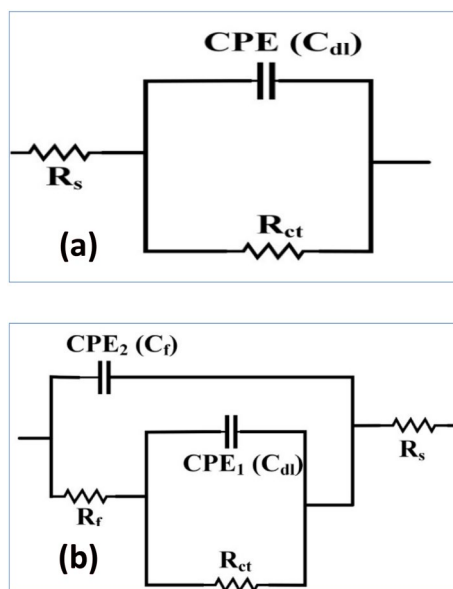 CPE (Cdl)
Rs
Rct
(a)
CPE2 (Cf)
Rs
CPE1 (Cdl)
Rf
Rct
(b)